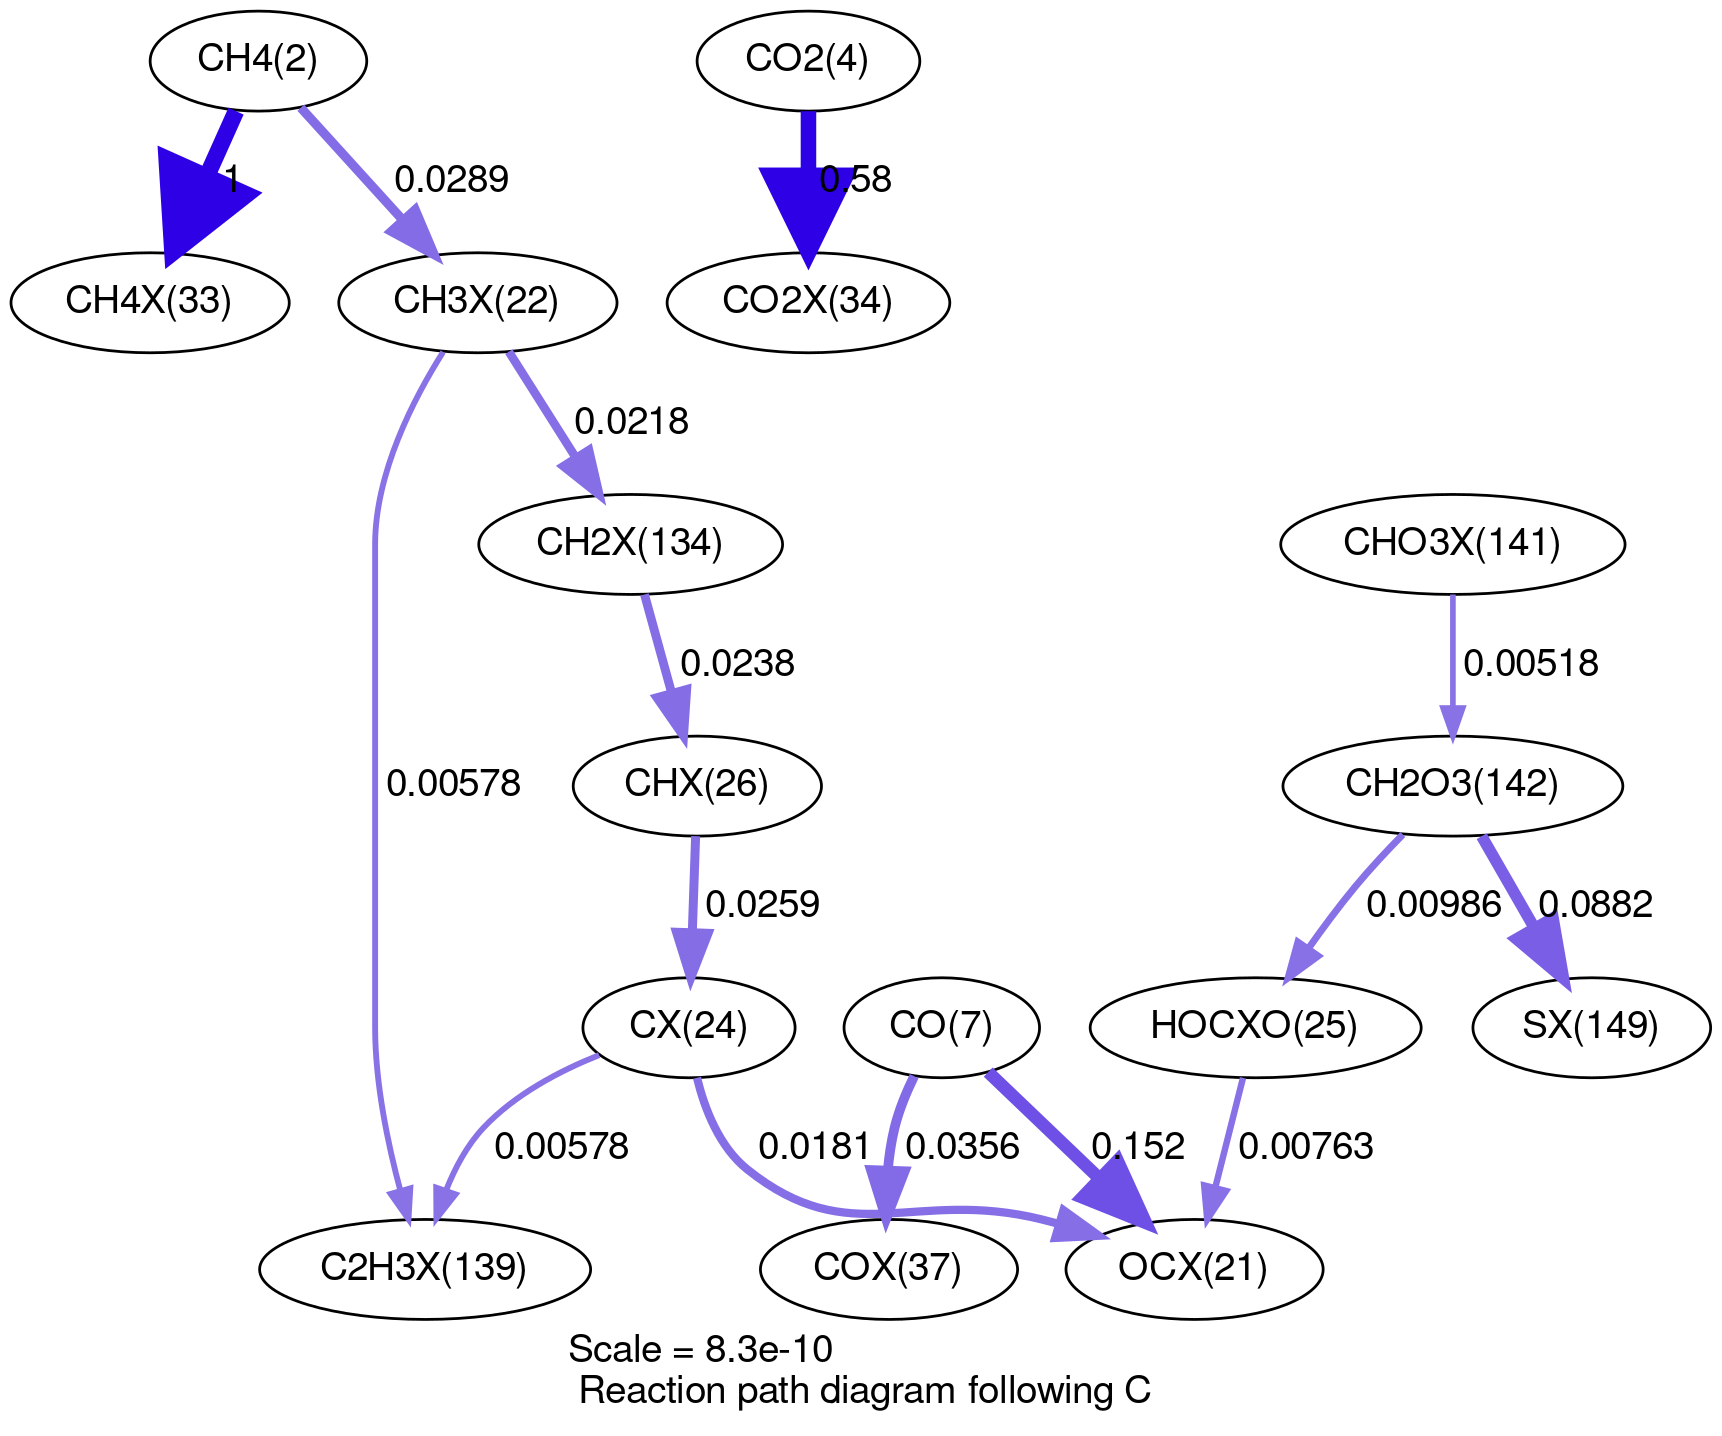 CH4(2)
CO2(4)
1
0.0289
0.58
CH4X(33)
CH3X(22)
CO2X(34)
0.0218
CH2X(134)
CHO3X(141)
0.0238
0.00518
0.00578
CHX(26)
CH2O3(142)
0.0259
0.00986
0.0882
CX(24)
CO(7)
HOCXO(25)
SX(149)
0.00578
0.0181
0.0356
0.152
0.00763
C2H3X(139)
COX(37)
OCX(21)
Scale = 8.3e-10
Reaction path diagram following C